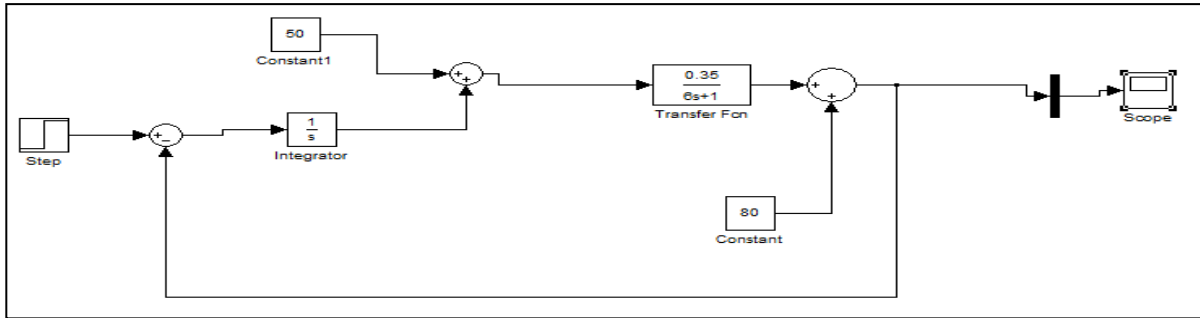 50
Constant1
+
+
0.35
6s+1
Transfer Fcn
+
+
Scope
Step
+
−
1
s
Integrator
80
Constant